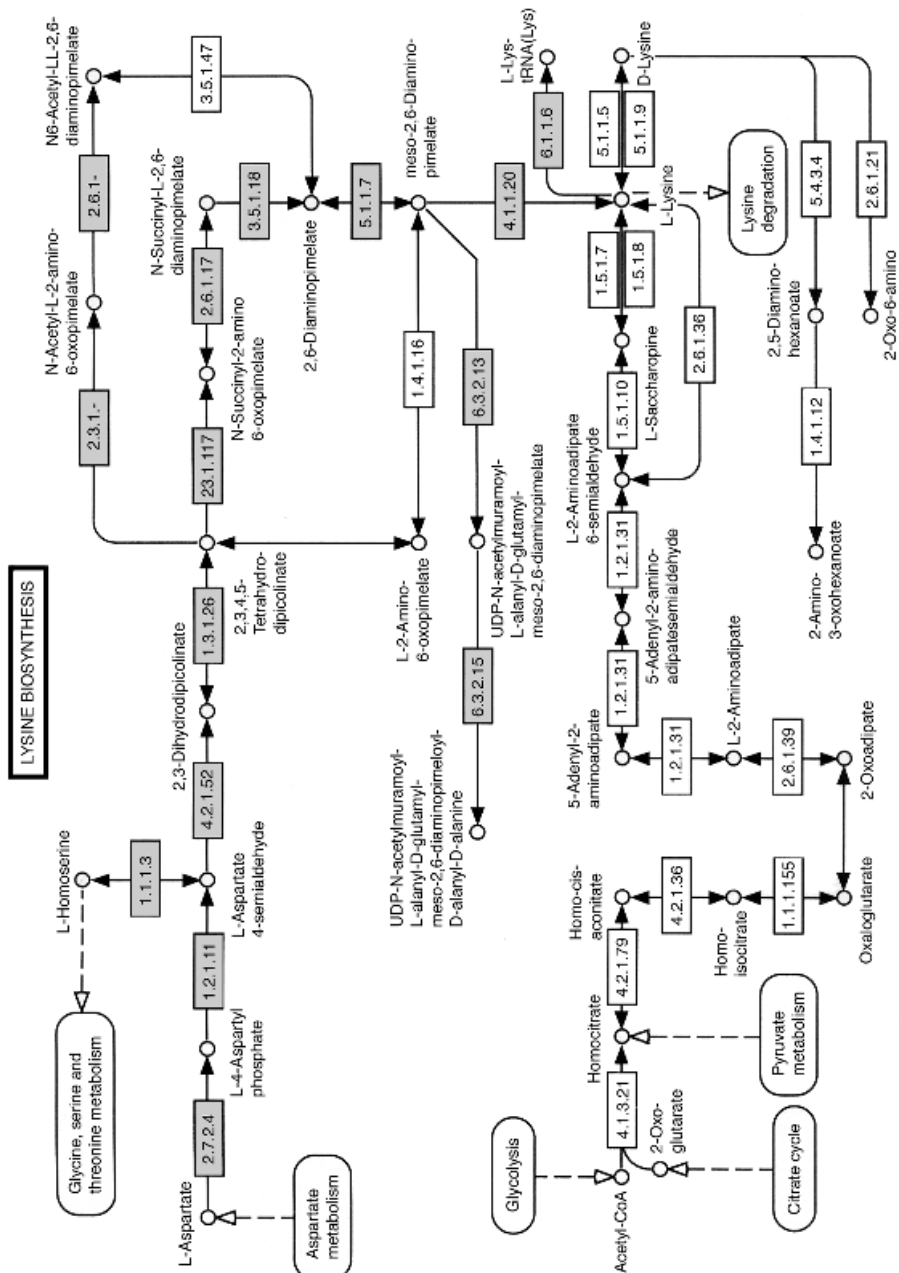 LYSINE BIOSYNTHESIS
Glycine, serine and
threonine metabolism
L-Homoserine
1.1.1.3
N-Acetyl-L-2-amino-
6-oxopimelate
N6-Acetyl-LL-2,6-
diaminopimelate
2.3.1.-
2.6.1.-
3.5.1.47
Aspartate
metabolism
L-Aspartate
2.7.2.4
L-4-Aspartyl
phosphate
1.2.1.11
L-Aspartate
4-semialdehyde
4.2.1.52
2,3-Dihydrodipicolinate
1.3.1.26
2,3,4,5-
Tetrahydro-
dipicolinate
23.1.117
N-Succinyl-2-amino
6-oxopimelate
2.6.1.17
N-Succinyl-L-2,6-
diaminopimelate
3.5.1.18
2,6-Diaminopimelate
5.1.1.7
meso-2,6-Diamino-
pimelate
L-2-Amino-
6-oxopimelate
1.4.1.16
UDP-N-acetylmuramoyl-
L-alanyl-D-glutamyl-
meso-2,6-diaminopimeloyl-
D-alanyl-D-alanine
6.3.2.15
UDP-N-acetylmuramoyl-
L-alanyl-D-glutamyl-
meso-2,6-diaminopimelate
6.3.2.13
4.1.1.20
L-Lys-
tRNA(Lys)
6.1.1.6
Glycolysis
Acetyl-CoA
4.1.3.21
2-Oxo-
glutarate
Citrate cycle
Homocitrate
Pyruvate
metabolism
4.2.1.79
Homo-cis-
aconitate
4.2.1.36
Homo-
isocitrate
1.1.1.155
Oxaloglutarate
2-Oxoadipate
2.6.1.39
L-2-Aminoadipate
1.2.1.31
5-Adenyl-2-
aminoadipate
1.2.1.31
5-Adenyl-2-amino-
adipatesemialdehyde
1.2.1.31
L-2-Aminoadipate
6-semialdehyde
1.5.1.10
L-Saccharopine
1.5.1.7
1.5.1.8
2.6.1.36
L-Lysine
5.1.1.5
5.1.1.9
D-Lysine
Lysine
degradation
5.4.3.4
2.6.1.21
2,5-Diamino-
hexanoate
2-Oxo-6-amino
1.4.1.12
2-Amino-
3-oxohexanoate